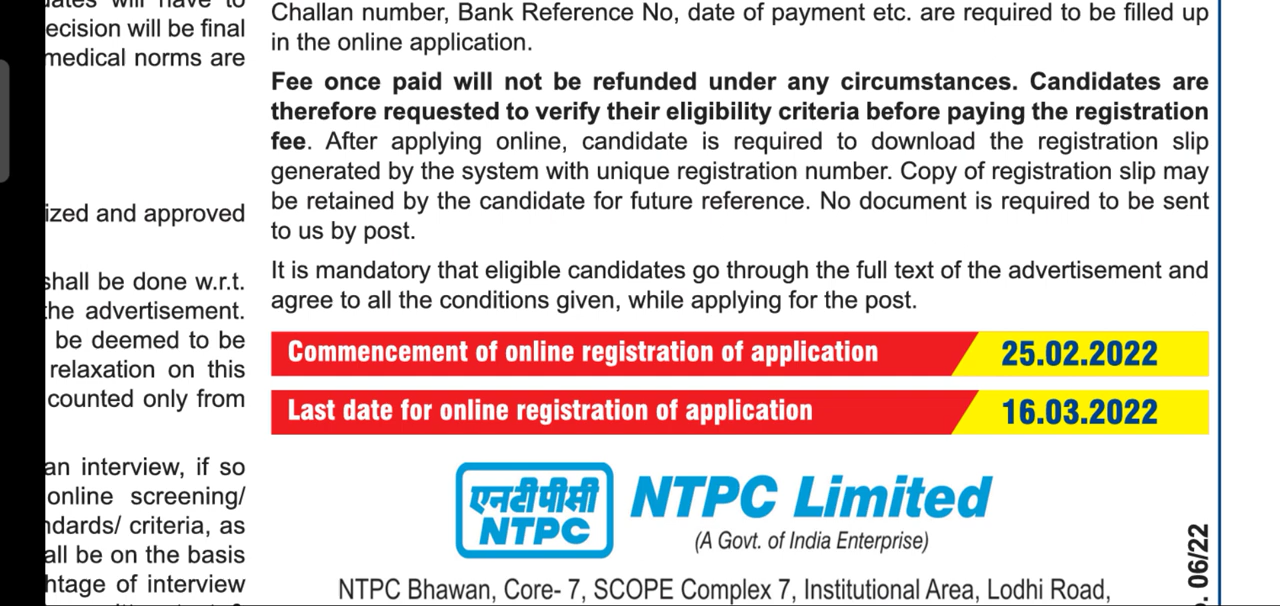 ecision will be final
medical norms are
ized and approved
shall be done w.r.t.
the advertisement.
be deemed to be
relaxation on this
counted only from
an interview, if so
online screening/
ndards/ criteria, as
all be on the basis
htage of interview
Challan number, Bank Reference No, date of payment etc. are required to be filled up
in the online application.
Fee once paid will not be refunded under any circumstances. Candidates are
therefore requested to verify their eligibility criteria before paying the registration
fee. After applying online, candidate is required to download the registration slip
generated by the system with unique registration number. Copy of registration slip may
be retained by the candidate for future reference. No document is required to be sent
to us by post.
It is mandatory that eligible candidates go through the full text of the advertisement and
agree to all the conditions given, while applying for the post.
Commencement of online registration of application 25.02.2022
Last date for online registration of application 16.03.2022
एनटीपीसी
NTPC
NTPC Limited
(A Govt. of India Enterprise)
NTPC Bhawan, Core- 7, SCOPE Complex 7, Institutional Area, Lodhi Road,
. 06/22